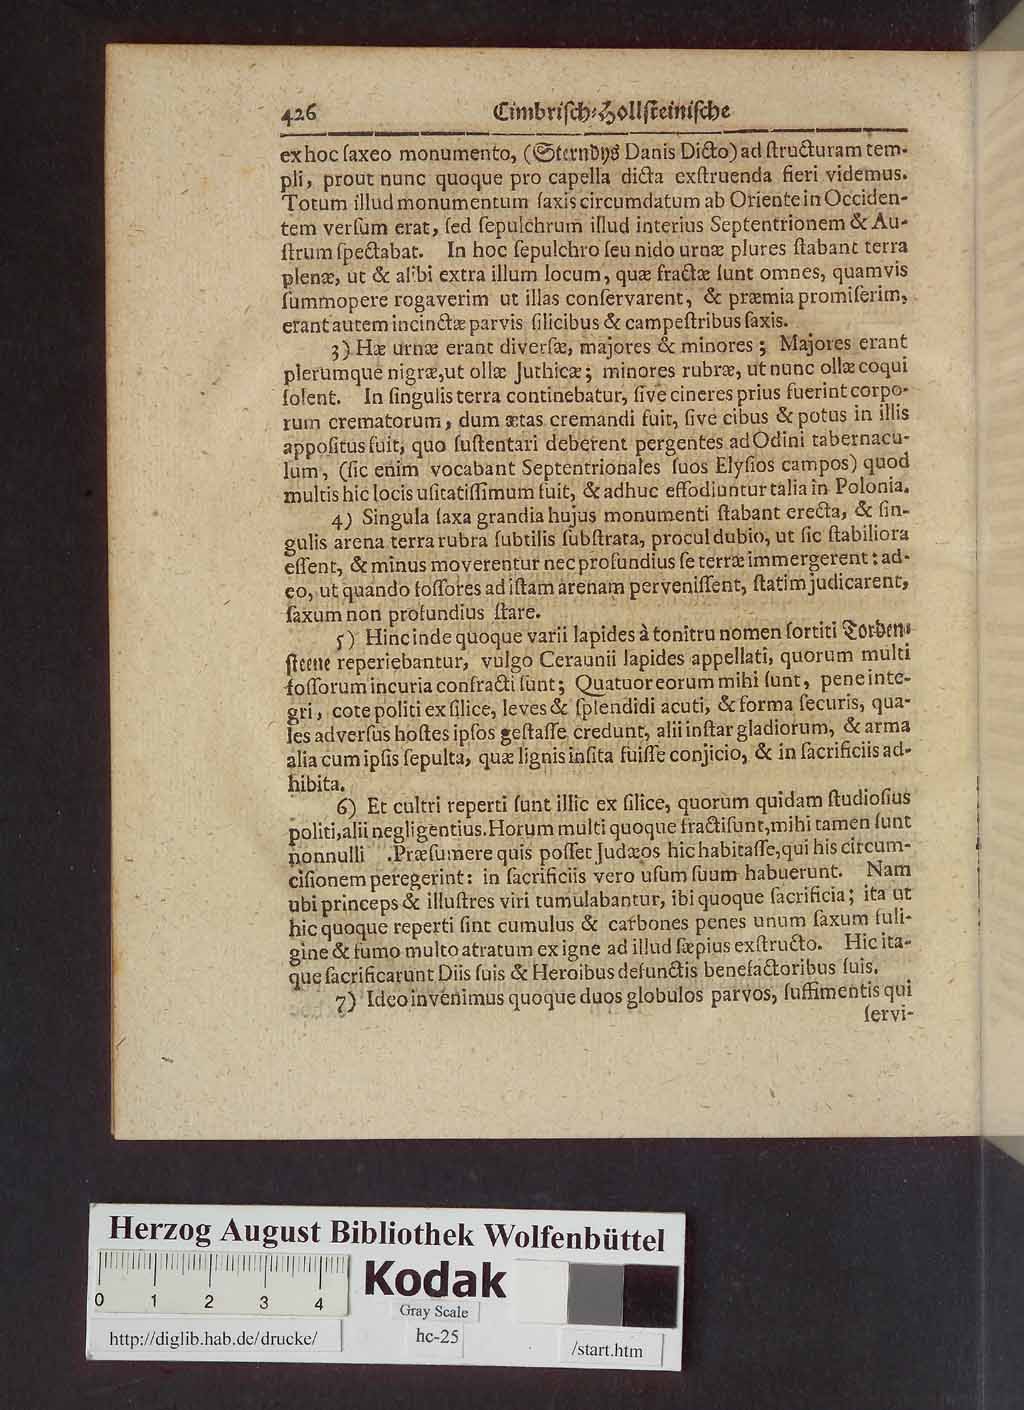 426 Cimbriſch-Hollſteiniſche
ex hoc ſaxeo monumento, (Sterndyß Danis Dicto) ad ſtructuram tem-
pli, prout nunc quoque pro capella dicta exſtruenda fieri videmus.
Totum illud monumentum ſaxis circumdatum ab Oriente in Occiden-
tem verſum erat, ſed ſepulchrum illud interius Septentrionem & Au-
ſtrum ſpectabat. In hoc ſepulchro ſeu nido urnæ plures ſtabant terra
plenæ, ut & alibi extra illum locum, quæ fractæ ſunt omnes, quamvis
ſummopere rogaverim ut illas conſervarent, & præmia promiſerim,
erant autem incinctæ parvis ſilicibus & campeſtribus ſaxis.
3) Hæ urnæ erant diverſæ, majores & minores; Majores erant
plerumque nigræ, ut ollæ Juthicæ; minores rubræ, ut nunc ollæ coqui
ſolent. In ſingulis terra continebatur, ſive cineres prius fuerint corpo-
rum crematorum, dum ætas cremandi fuit, ſive cibus & potus in illis
appoſitus fuit, quo ſuſtentari deberent pergentes ad Odini tabernacu-
lum, (ſic enim vocabant Septentrionales ſuos Elyſios campos) quod
multis hic locis uſitatiſſimum fuit, & adhuc effodiuntur talia in Polonia.
4) Singula ſaxa grandia hujus monumenti ſtabant erecta, & ſin-
gulis arena terra rubra ſubtilis ſubſtrata, procul dubio, ut ſic ſtabiliora
eſſent, & minus moverentur nec profundius ſe terræ immergerent: ad-
eo, ut quando foſſores ad iſtam arenam perveniſſent, ſtatim judicarent,
ſaxum non profundius ſtare.
5) Hinc inde quoque varii lapides à tonitru nomen ſortiti Torden-
ſteene reperiebantur, vulgo Ceraunii lapides appellati, quorum multi
foſſorum incuria confracti ſunt; Quatuor eorum mihi ſunt, pene inte-
gri, cote politi ex ſilice, leves & ſplendidi acuti, & forma ſecuris, qua-
les adverſus hoſtes ipſos geſtaſſe credunt, alii inſtar gladiorum, & arma
alia cum ipſis ſepulta, quæ lignis inſita fuiſſe conjicio, & in ſacrificiis ad-
hibita.
6) Et cultri reperti ſunt illic ex ſilice, quorum quidam ſtudioſius
politi, alii negligentius. Horum multi quoque fracti ſunt, mihi tamen ſunt
nonnulli. Præſumere quis poſſet Judæos hic habitaſſe, qui his circum-
ciſionem peregerint: in ſacrificiis vero uſum ſuum habuerunt. Nam
ubi princeps & illuſtres viri tumulabantur, ibi quoque ſacrificia; ita ut
hic quoque reperti ſint cumulus & carbones penes unum ſaxum fuli-
gine & fumo multo atratum ex igne ad illud ſæpius exſtructo. Hic ita-
que ſacrificarunt Diis ſuis & Heroibus defunctis benefactoribus ſuis.
7) Ideo invenimus quoque duos globulos parvos, ſuffimentis qui
ſervi-
Herzog August Bibliothek Wolfenbüttel
Kodak
0 1 2 3 4
Gray Scale
http://diglib.hab.de/drucke/ hc-25 /start.htm